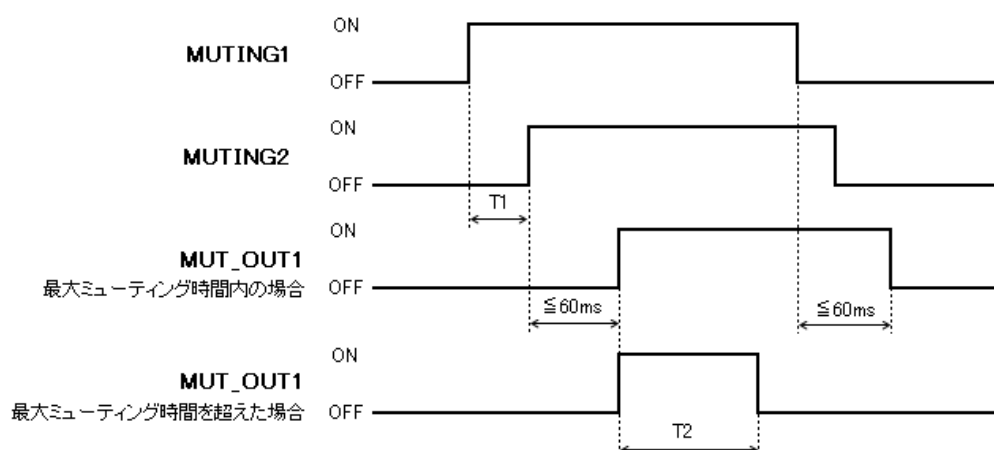 ON
MUTING1
OFF
ON
MUTING2
OFF
T1
ON
MUT_OUT1
最大ミューティング時間内の場合 OFF
≦60ms ≦60ms
ON
MUT_OUT1
最大ミューティング時間を超えた場合 OFF
T2